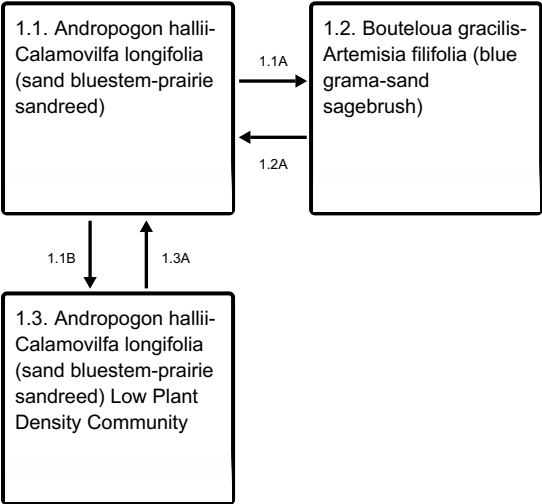 1.1. Andropogon hallii-
Calamovilfa longifolia
(sand bluestem-prairie
sandreed)
1.1A
1.2A
1.2. Bouteloua gracilis-
Artemisia filifolia (blue
grama-sand
sagebrush)
1.1B
1.3A
1.3. Andropogon hallii-
Calamovilfa longifolia
(sand bluestem-prairie
sandreed) Low Plant
Density Community